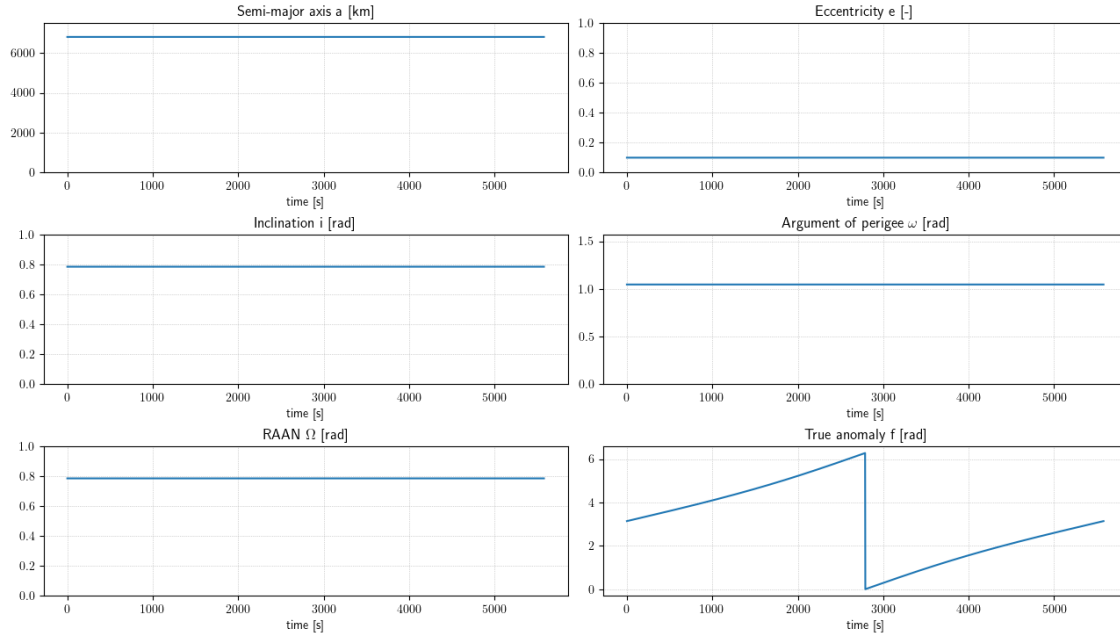 Semi-major axis a [km]
6000
4000
2000
0
0 1000 2000 3000 4000 5000
time [s]
Eccentricity e [-]
1.0
0.8
0.6
0.4
0.2
0.0
0 1000 2000 3000 4000 5000
time [s]
Inclination i [rad]
1.0
0.8
0.6
0.4
0.2
0.0
0 1000 2000 3000 4000 5000
time [s]
Argument of perigee ω [rad]
1.5
1.0
0.5
0.0
0 1000 2000 3000 4000 5000
time [s]
RAAN Ω [rad]
1.0
0.8
0.6
0.4
0.2
0.0
0 1000 2000 3000 4000 5000
time [s]
True anomaly f [rad]
6
4
2
0
0 1000 2000 3000 4000 5000
time [s]